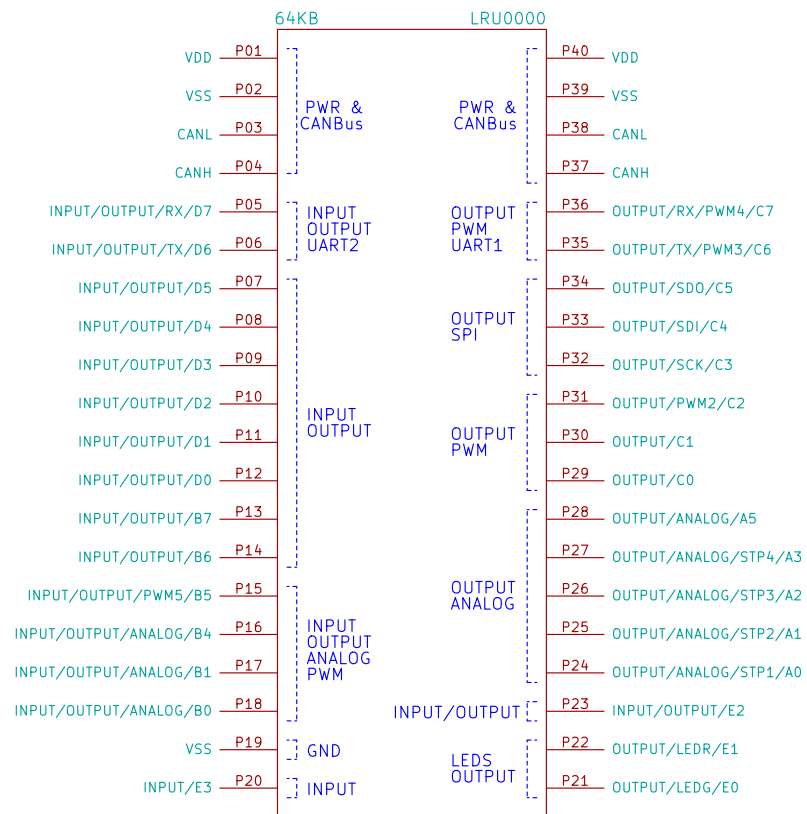 64KB LRU0000
VDD P01 P40 VDD
VSS P02 P39 VSS
PWR & PWR &
CANBus CANBus
CANL P03 P38 CANL
CANH P04 P37 CANH
INPUT/OUTPUT/RX/D7 P05 INPUT OUTPUT P36 OUTPUT/RX/PWM4/C7
OUTPUT PWM
INPUT/OUTPUT/TX/D6 P06 UART2 UART1 P35 OUTPUT/TX/PWM3/C6
INPUT/OUTPUT/D5 P07 P34 OUTPUT/SDO/C5
INPUT/OUTPUT/D4 P08 OUTPUT P33 OUTPUT/SDI/C4
SPI
INPUT/OUTPUT/D3 P09 P32 OUTPUT/SCK/C3
INPUT/OUTPUT/D2 P10 P31 OUTPUT/PWM2/C2
INPUT
OUTPUT OUTPUT
INPUT/OUTPUT/D1 P11 PWM P30 OUTPUT/C1
INPUT/OUTPUT/D0 P12 P29 OUTPUT/C0
INPUT/OUTPUT/B7 P13 P28 OUTPUT/ANALOG/A5
INPUT/OUTPUT/B6 P14 P27 OUTPUT/ANALOG/STP4/A3
INPUT/OUTPUT/PWM5/B5 P15 OUTPUT P26 OUTPUT/ANALOG/STP3/A2
ANALOG
INPUT/OUTPUT/ANALOG/B4 P16 INPUT P25 OUTPUT/ANALOG/STP2/A1
OUTPUT
ANALOG
INPUT/OUTPUT/ANALOG/B1 P17 PWM P24 OUTPUT/ANALOG/STP1/A0
INPUT/OUTPUT/ANALOG/B0 P18 INPUT/OUTPUT P23 INPUT/OUTPUT/E2
VSS P19 GND P22 OUTPUT/LEDR/E1
LEDS
OUTPUT
INPUT/E3 P20 INPUT P21 OUTPUT/LEDG/E0